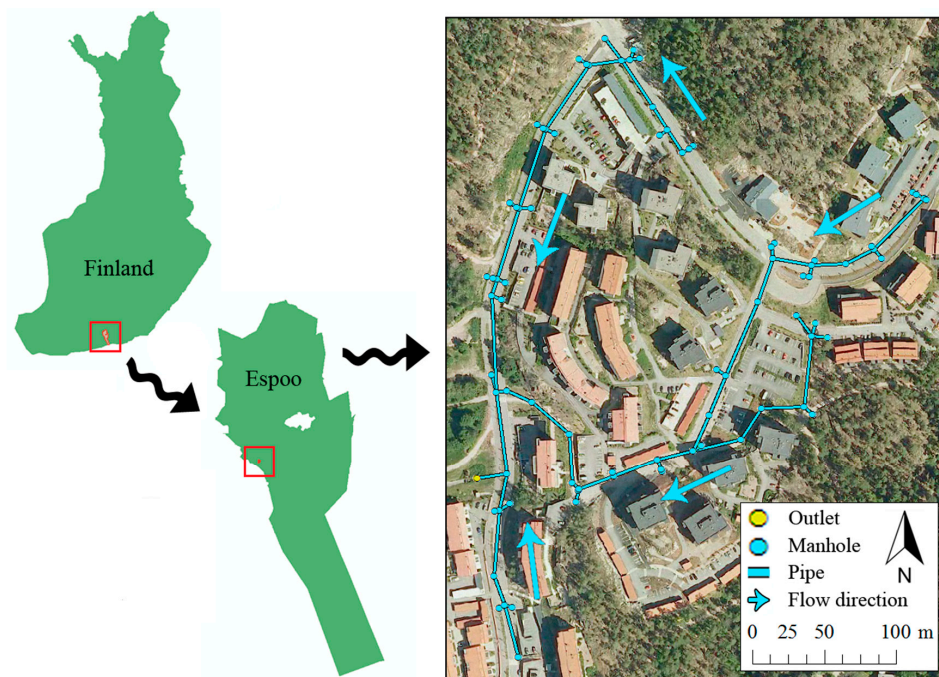 Finland
Espoo
Outlet
Manhole
Pipe
Flow direction
N
0 25 50 100 m